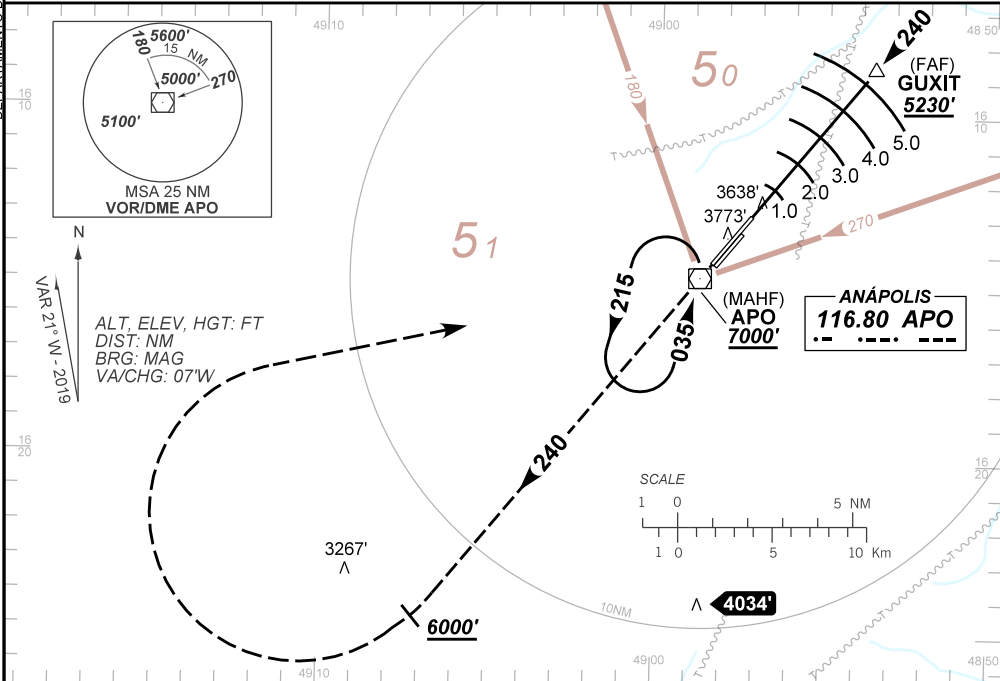 49 10
49 00
48 50
5600'
180
15 NM
5000'
270
5100'
MSA 25 NM
VOR/DME APO
16
10
N
VAR 21° W - 2019
ALT, ELEV, HGT: FT
DIST: NM
BRG: MAG
VA/CHG: 07'W
180
50
240
(FAF)
GUXIT
5230'
16
10
5.0
4.0
3.0
2.0
1.0
3638'
3773'
270
51
215
035
(MAHF)
APO
7000'
ANÁPOLIS
116.80 APO
16
20
240
16
20
SCALE
1 0 5 NM
1 0 5 10 Km
3267'
4034'
10NM
6000'
49 10
49 00
48 50